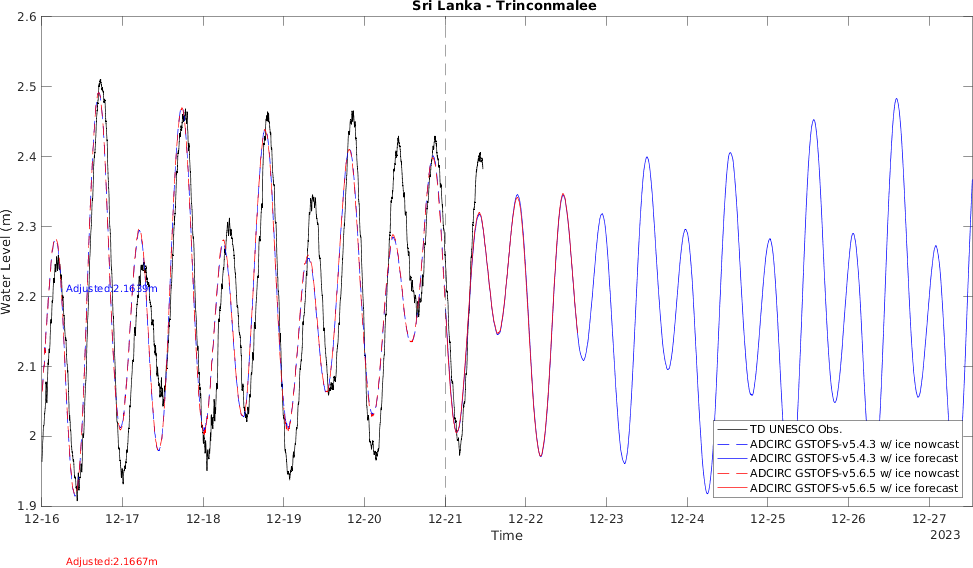 Sri Lanka - Trinconmalee
2.6
2.5
2.4
2.3
2.2
2.1
2
1.9
Water Level (m)
Adjusted:2.1639m
TD UNESCO Obs.
ADCIRC GSTOFS-v5.4.3 w/ ice nowcast
ADCIRC GSTOFS-v5.4.3 w/ ice forecast
ADCIRC GSTOFS-v5.6.5 w/ ice nowcast
ADCIRC GSTOFS-v5.6.5 w/ ice forecast
12-16 12-17 12-18 12-19 12-20 12-21 12-22 12-23 12-24 12-25 12-26 12-27
Time
2023
Adjusted:2.1667m